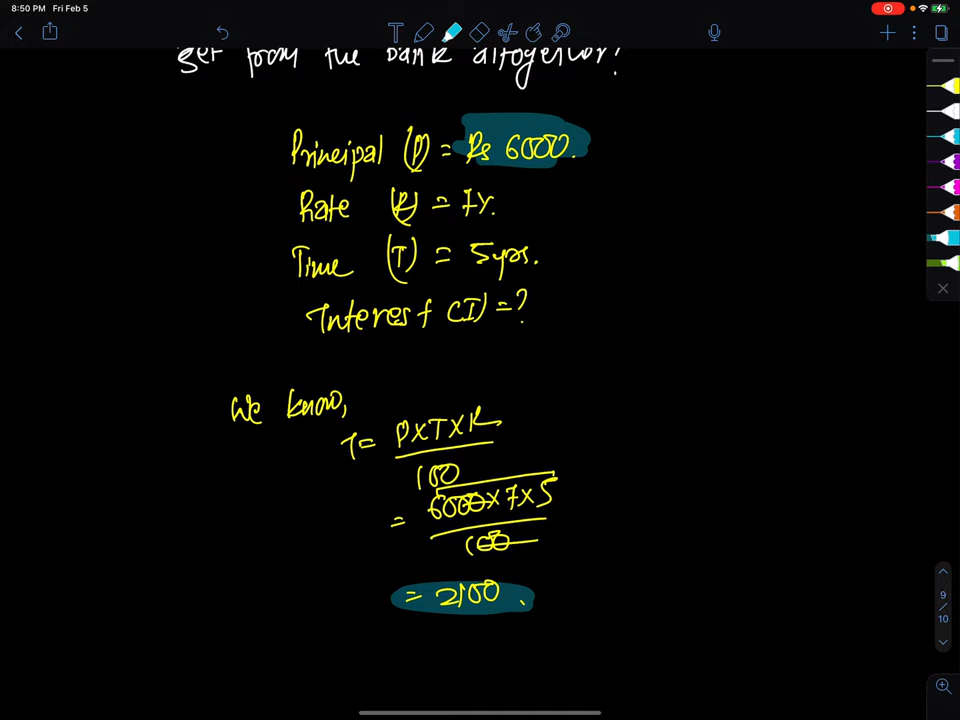 8:50 PM Fri Feb 5
get from the bank altogether?
Principal (P) = Rs 6000.
Rate (R) = 7%.
Time (T) = 5yrs.
Interest (I) = ?
We know,
I = P×T×R
100
= 6000×7×5
100
= 2100.
9
/
10